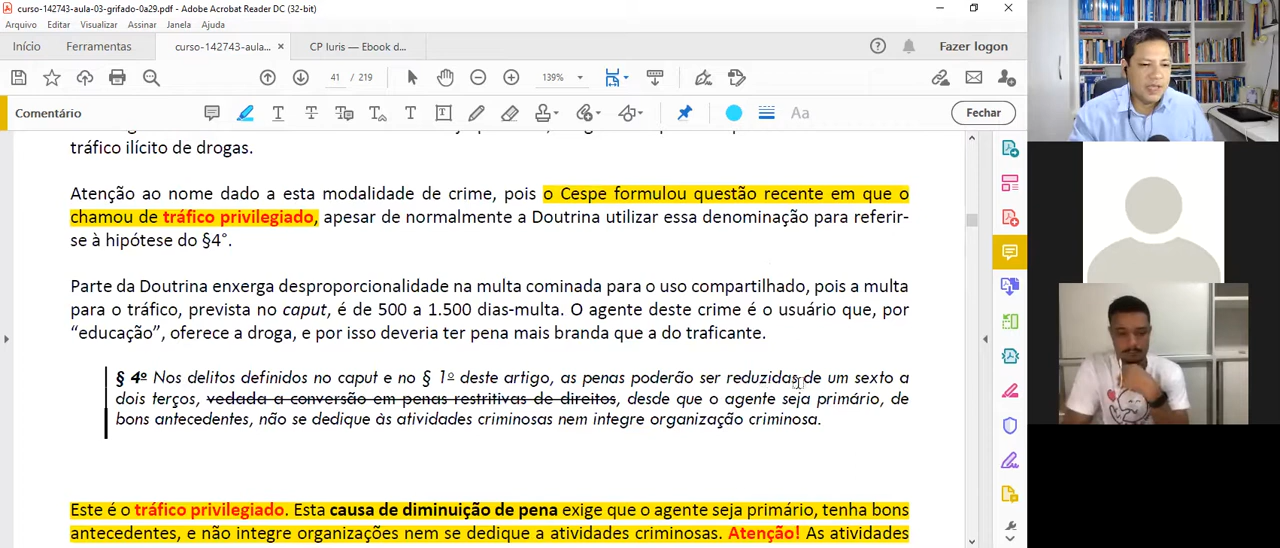 curso-142743-aula-03-grifado-0a29.pdf - Adobe Acrobat Reader DC (32-bit)
Arquivo Editar Visualizar Assinar Janela Ajuda
Início Ferramentas curso-142743-aula-... × CP Iuris — Ebook d... Fazer logon
41 / 219 139%
Comentário Aa Fechar
tráfico ilícito de drogas.
Atenção ao nome dado a esta modalidade de crime, pois o Cespe formulou questão recente em que o
chamou de tráfico privilegiado, apesar de normalmente a Doutrina utilizar essa denominação para referir-
se à hipótese do §4°.
Parte da Doutrina enxerga desproporcionalidade na multa cominada para o uso compartilhado, pois a multa
para o tráfico, prevista no caput, é de 500 a 1.500 dias-multa. O agente deste crime é o usuário que, por
“educação”, oferece a droga, e por isso deveria ter pena mais branda que a do traficante.
§ 4º Nos delitos definidos no caput e no § 1º deste artigo, as penas poderão ser reduzidas de um sexto a
dois terços, vedada a conversão em penas restritivas de direitos, desde que o agente seja primário, de
bons antecedentes, não se dedique às atividades criminosas nem integre organização criminosa.
Este é o tráfico privilegiado. Esta causa de diminuição de pena exige que o agente seja primário, tenha bons
antecedentes, e não integre organizações nem se dedique a atividades criminosas. Atenção! As atividades